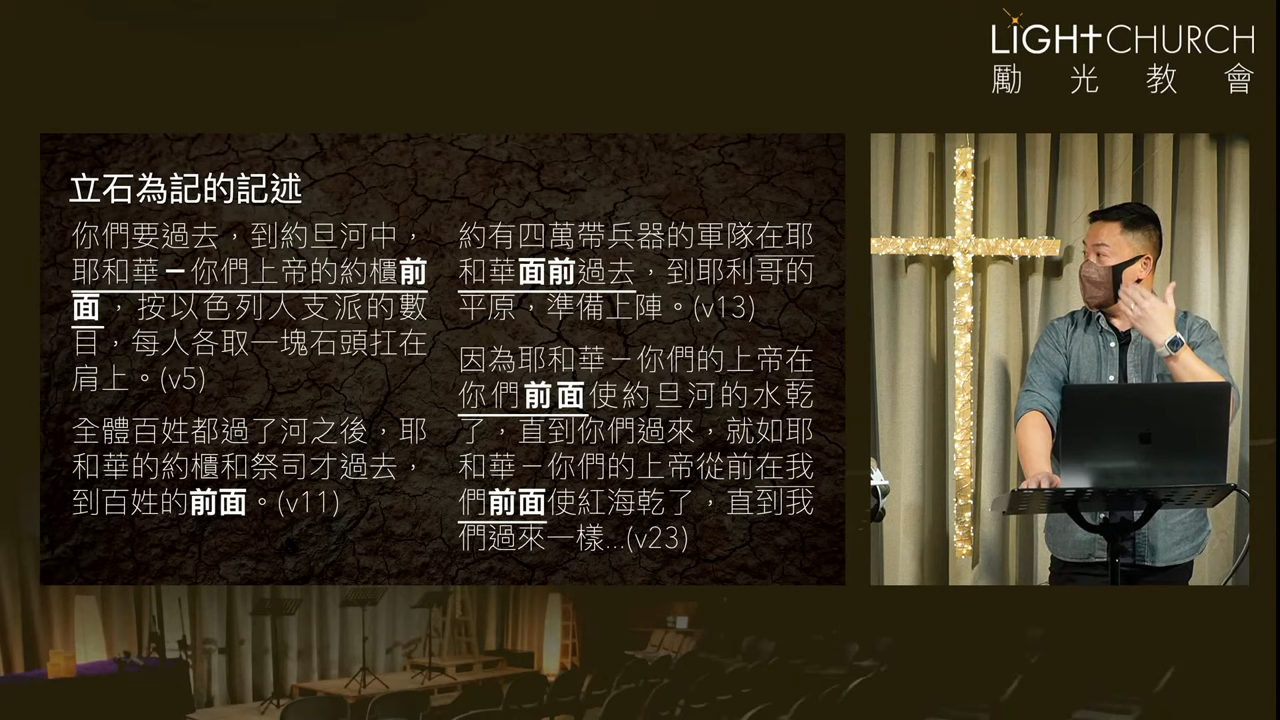 LiGHtCHURCH
勵光教會
立石為記的記述
你們要過去，到約旦河中，
耶和華－你們上帝的約櫃前
面，按以色列人支派的數
目，每人各取一塊石頭扛在
肩上。(v5)
全體百姓都過了河之後，耶
和華的約櫃和祭司才過去，
到百姓的前面。(v11)
約有四萬帶兵器的軍隊在耶
和華面前過去，到耶利哥的
平原，準備上陣。(v13)
因為耶和華－你們的上帝在
你們前面使約旦河的水乾
了，直到你們過來，就如耶
和華－你們的上帝從前在我
們前面使紅海乾了，直到我
們過來一樣...(v23)